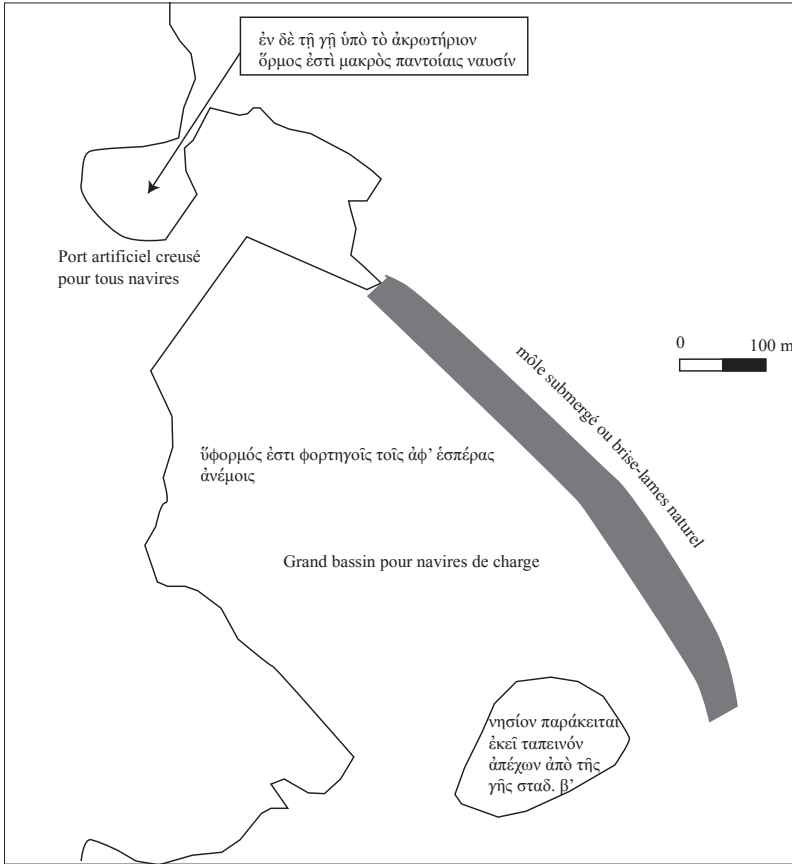 ἐν δὲ τῇ γῇ ὑπὸ τὸ ἀκρωτήριον
ὅρμος ἐστὶ μακρὸς παντοίαις ναυσίν
Port artificiel creusé
pour tous navires
0 100 m
môle submergé ou brise-lames naturel
ὕφορμός ἐστι φορτηγοῖς τοῖς ἀφ’ ἑσπέρας
ἀνέμοις
Grand bassin pour navires de charge
νησίον παράκειται
ἐκεῖ ταπεινόν
ἀπέχων ἀπὸ τῆς
γῆς σταδ. β’